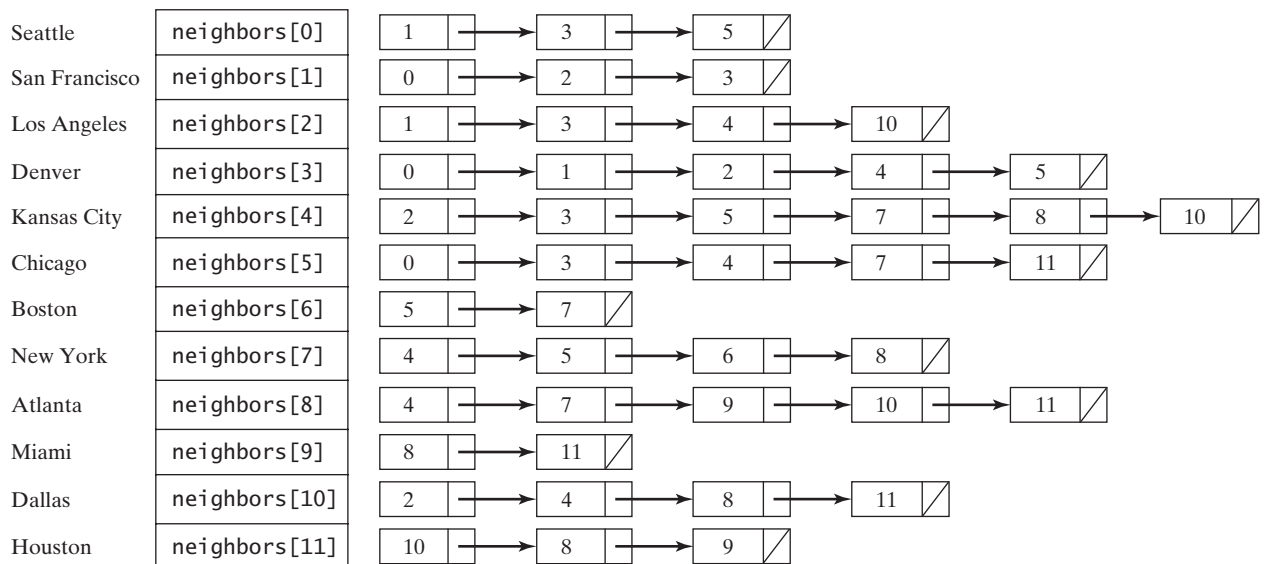 Seattle neighbors[0] 1 3 5
San Francisco neighbors[1] 0 2 3
Los Angeles neighbors[2] 1 3 4 10
Denver neighbors[3] 0 1 2 4 5
Kansas City neighbors[4] 2 3 5 7 8 10
Chicago neighbors[5] 0 3 4 7 11
Boston neighbors[6] 5 7
New York neighbors[7] 4 5 6 8
Atlanta neighbors[8] 4 7 9 10 11
Miami neighbors[9] 8 11
Dallas neighbors[10] 2 4 8 11
Houston neighbors[11] 10 8 9